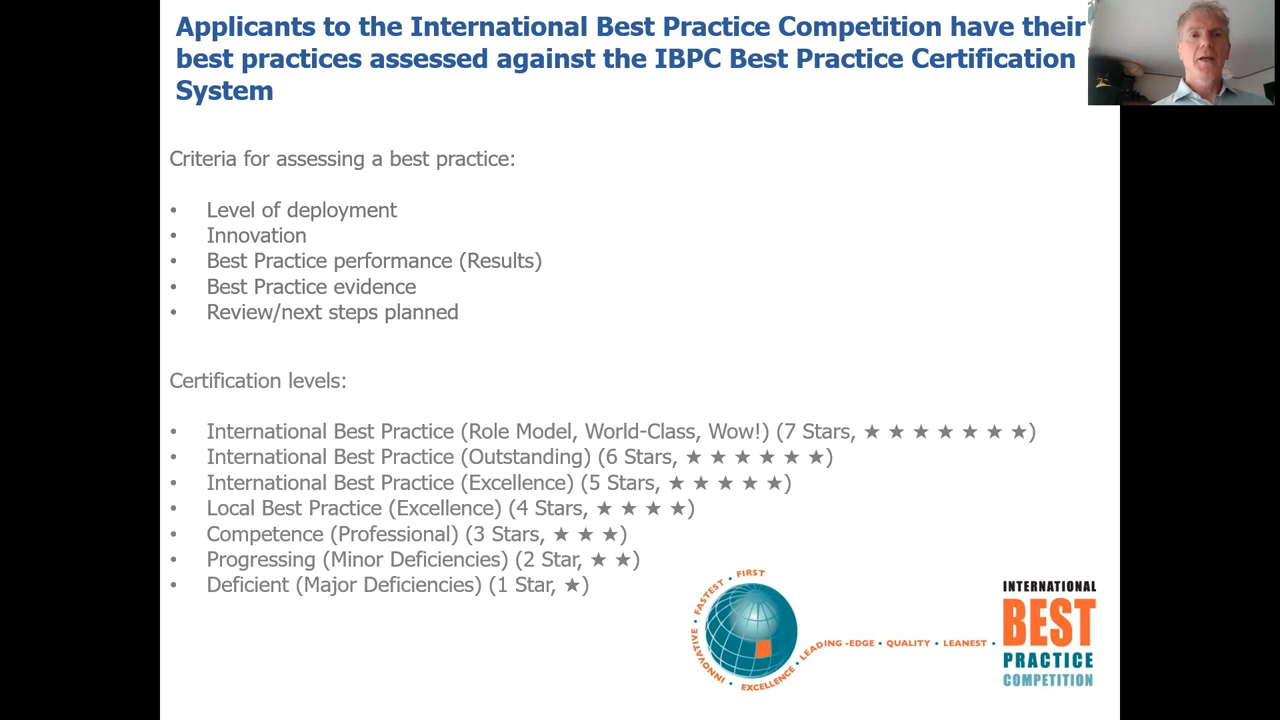 Applicants to the International Best Practice Competition have their
best practices assessed against the IBPC Best Practice Certification
System
Criteria for assessing a best practice:
• Level of deployment
• Innovation
• Best Practice performance (Results)
• Best Practice evidence
• Review/next steps planned
Certification levels:
• International Best Practice (Role Model, World-Class, Wow!) (7 Stars, ★ ★ ★ ★ ★ ★ ★)
• International Best Practice (Outstanding) (6 Stars, ★ ★ ★ ★ ★ ★)
• International Best Practice (Excellence) (5 Stars, ★ ★ ★ ★ ★)
• Local Best Practice (Excellence) (4 Stars, ★ ★ ★ ★)
• Competence (Professional) (3 Stars, ★ ★ ★)
• Progressing (Minor Deficiencies) (2 Star, ★ ★)
• Deficient (Major Deficiencies) (1 Star, ★)
INNOVATIVE • FASTEST • FIRST
• EXCELLENCE • LEADING -EDGE • QUALITY • LEANEST •
INTERNATIONAL
BEST
PRACTICE
COMPETITION